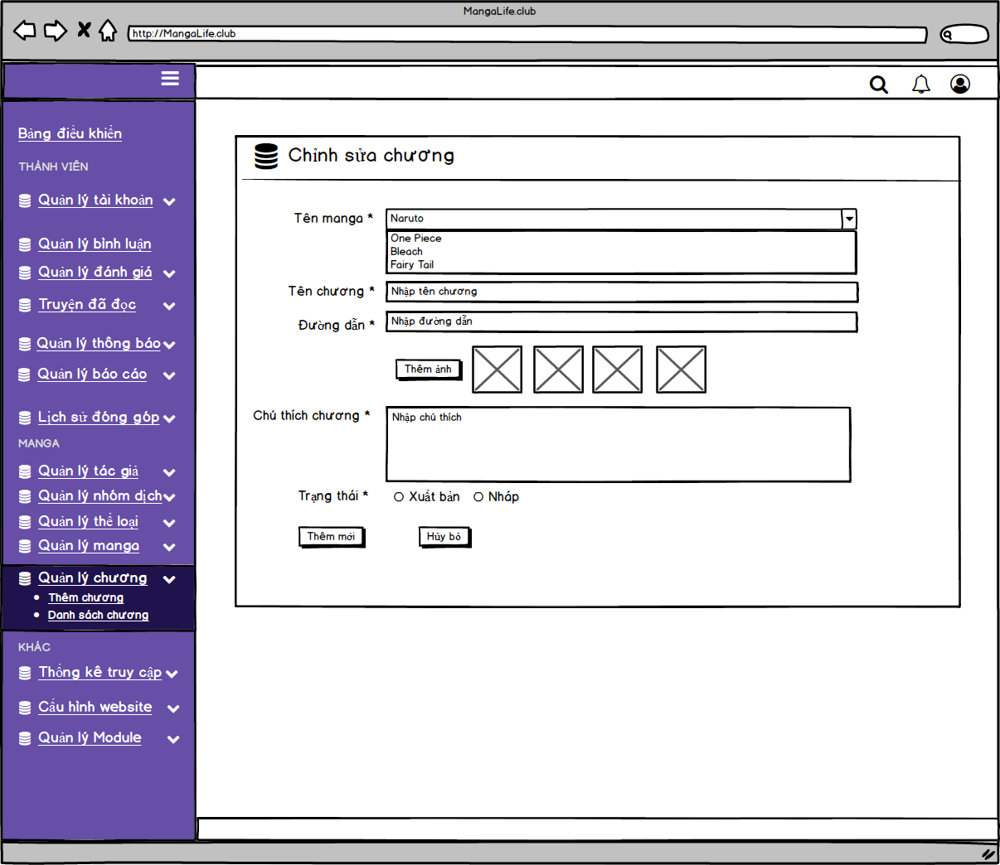 MangaLife.club
http://MangaLife.club
Bảng điều khiển
THÀNH VIÊN
Quản lý tài khoản
Quản lý bình luận
Quản lý đánh giá
Truyện đã đọc
Quản lý thông báo
Quản lý báo cáo
Lịch sử đóng góp
MANGA
Quản lý tác giả
Quản lý nhóm dịch
Quản lý thể loại
Quản lý manga
Quản lý chương
Thêm chương
Danh sách chương
KHÁC
Thống kê truy cập
Cấu hình website
Quản lý Module
Chỉnh sửa chương
Tên manga * Naruto
One Piece
Bleach
Fairy Tail
Tên chương * Nhập tên chương
Đường dẫn * Nhập đường dẫn
Thêm ảnh
Chú thích chương * Nhập chú thích
Trạng thái * Xuất bản Nháp
Thêm mới Hủy bỏ